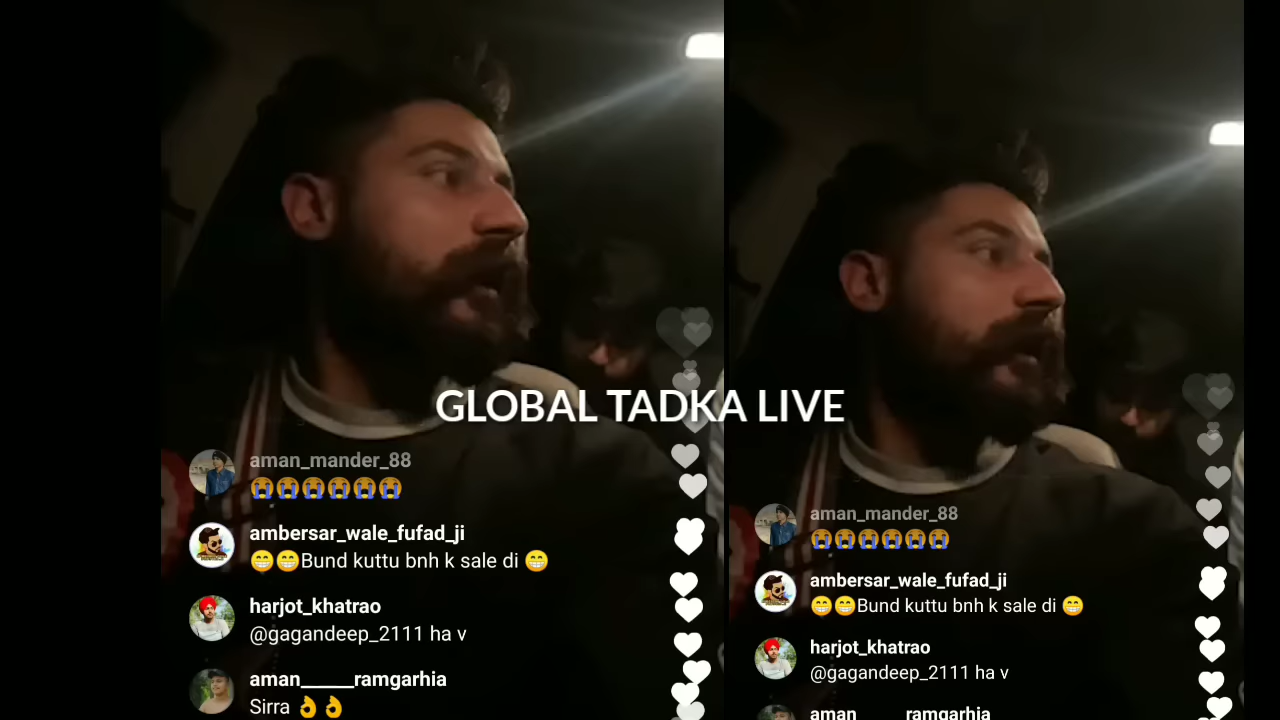 GLOBAL TADKA LIVE
aman_mander_88
😭😭😭😭😭😭
ambersar_wale_fufad_ji
😁😁Bund kuttu bnh k sale di 😁
harjot_khatrao
@gagandeep_2111 ha v
aman_____ramgarhia
Sirra 👌👌
aman_mander_88
😭😭😭😭😭😭
ambersar_wale_fufad_ji
😁😁Bund kuttu bnh k sale di 😁
harjot_khatrao
@gagandeep_2111 ha v
aman_____ramgarhia